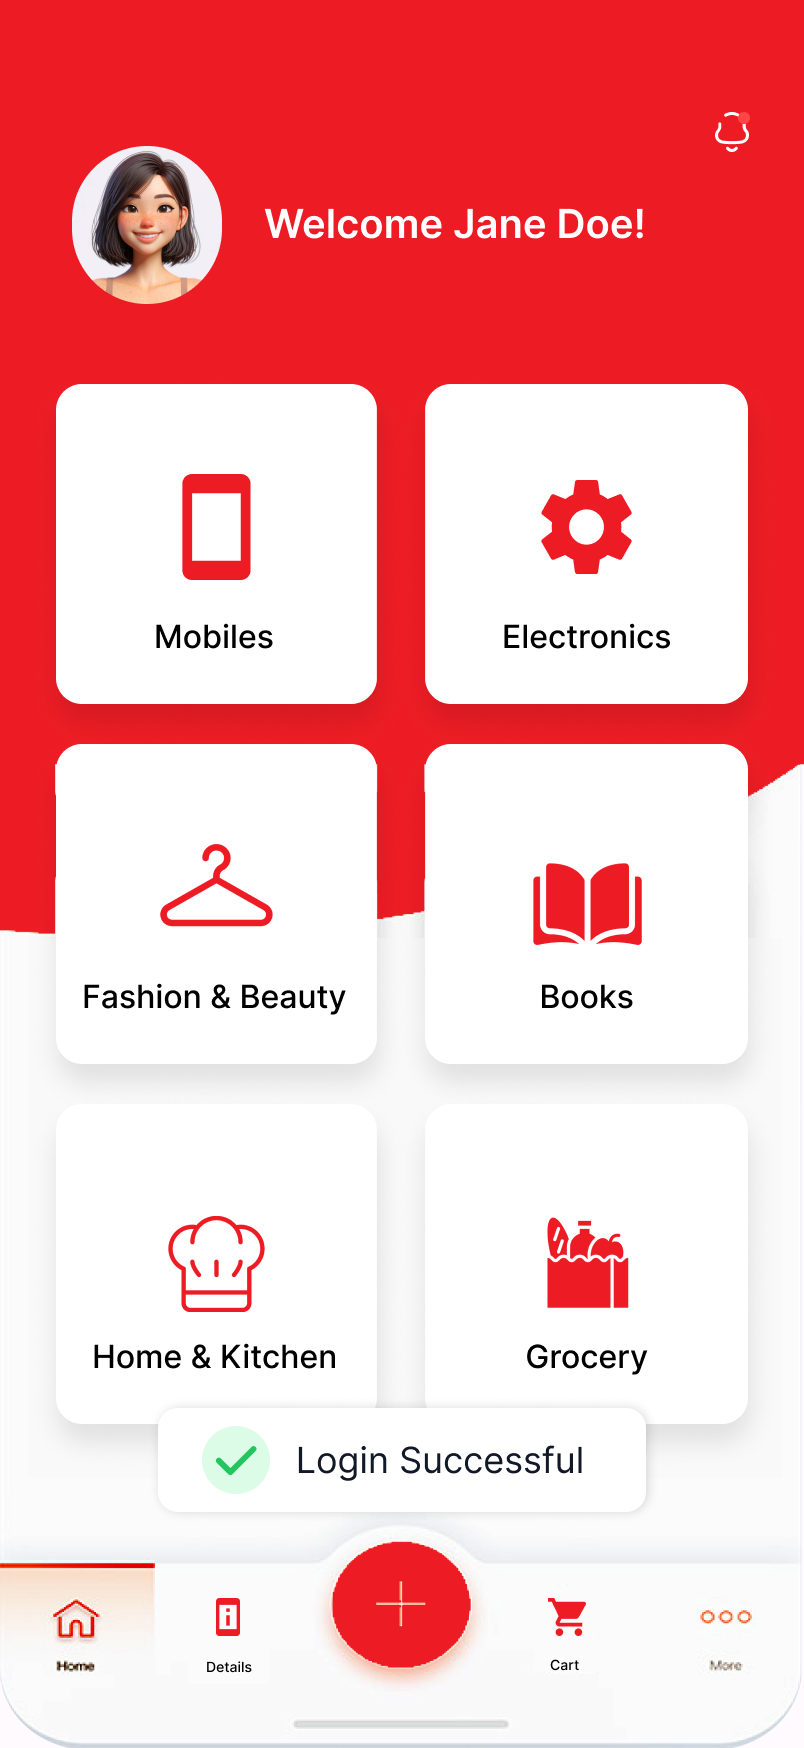 Welcome Jane Doe!
Mobiles
Electronics
Fashion & Beauty
Books
Home & Kitchen
Grocery
Login Successful
Home
Details
Cart
More